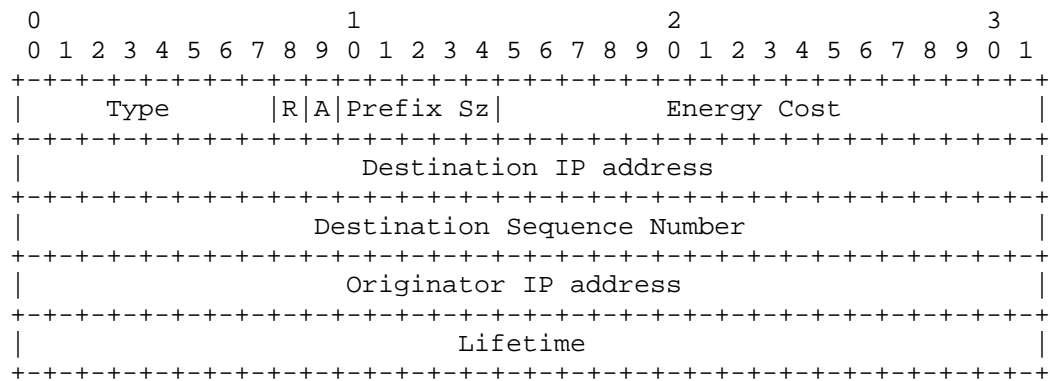 0                   1                   2                   3
 0 1 2 3 4 5 6 7 8 9 0 1 2 3 4 5 6 7 8 9 0 1 2 3 4 5 6 7 8 9 0 1
+-+-+-+-+-+-+-+-+-+-+-+-+-+-+-+-+-+-+-+-+-+-+-+-+-+-+-+-+-+-+-+-+
|     Type      |R|A|Prefix Sz|          Energy Cost            |
+-+-+-+-+-+-+-+-+-+-+-+-+-+-+-+-+-+-+-+-+-+-+-+-+-+-+-+-+-+-+-+-+
|                     Destination IP address                    |
+-+-+-+-+-+-+-+-+-+-+-+-+-+-+-+-+-+-+-+-+-+-+-+-+-+-+-+-+-+-+-+-+
|                  Destination Sequence Number                  |
+-+-+-+-+-+-+-+-+-+-+-+-+-+-+-+-+-+-+-+-+-+-+-+-+-+-+-+-+-+-+-+-+
|                    Originator IP address                      |
+-+-+-+-+-+-+-+-+-+-+-+-+-+-+-+-+-+-+-+-+-+-+-+-+-+-+-+-+-+-+-+-+
|                           Lifetime                            |
+-+-+-+-+-+-+-+-+-+-+-+-+-+-+-+-+-+-+-+-+-+-+-+-+-+-+-+-+-+-+-+-+